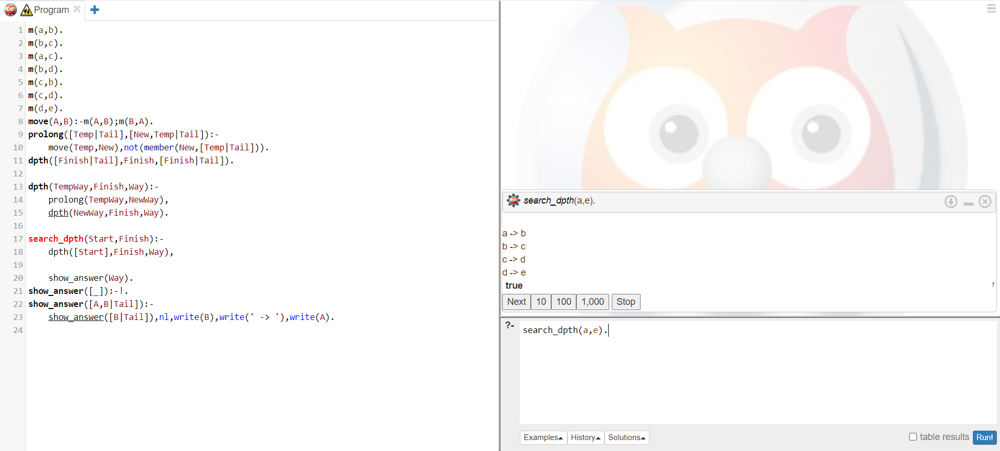 Program
1 m(a,b).
2 m(b,c).
3 m(a,c).
4 m(b,d).
5 m(c,b).
6 m(c,d).
7 m(d,e).
8 move(A,B):-m(A,B);m(B,A).
9 prolong([Temp|Tail],[New,Temp|Tail]):-
10 move(Temp,New),not(member(New,[Temp|Tail])).
11 dpth([Finish|Tail],Finish,[Finish|Tail]).
12
13 dpth(TempWay,Finish,Way):-
14 prolong(TempWay,NewWay),
15 dpth(NewWay,Finish,Way).
16
17 search_dpth(Start,Finish):-
18 dpth([Start],Finish,Way),
19
20 show_answer(Way).
21 show_answer([_]):-!.
22 show_answer([A,B|Tail]):-
23 show_answer([B|Tail]),nl,write(B),write(' -> '),write(A).
24
search_dpth(a,e).
a -> b
b -> c
c -> d
d -> e
true 1
Next 10 100 1,000 Stop
?- search_dpth(a,e).
Examples History Solutions table results Run!